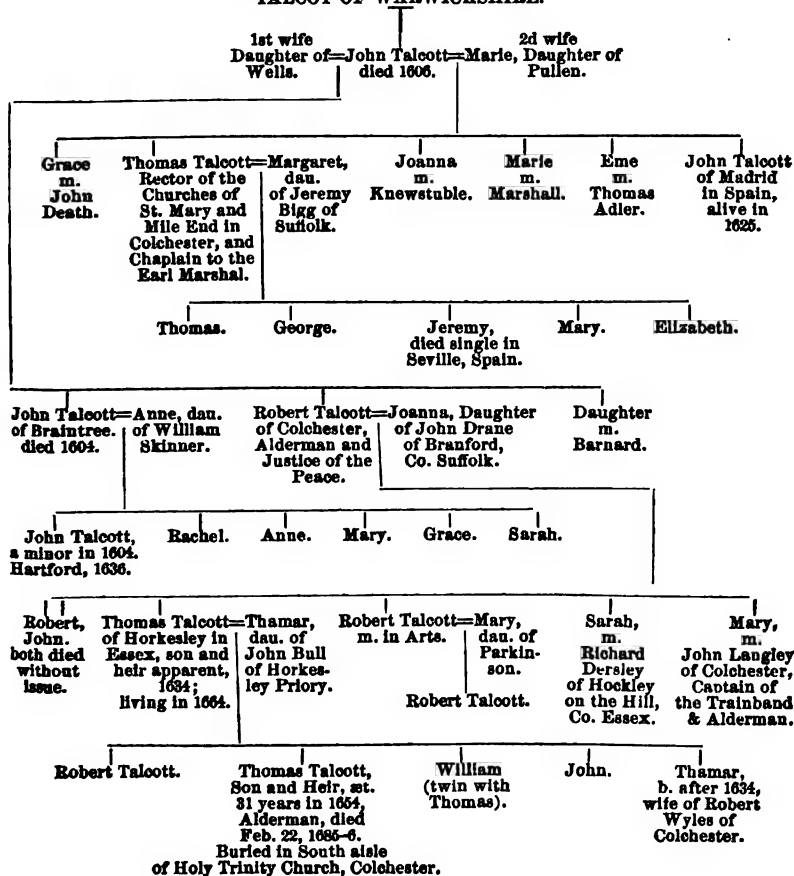 1st wife
2d wife
Daughter of=John Talcott=Marie, Daughter of
Wells.
died 1606.
Pullen.
Grace
m.
John
Death.
Thomas Talcott=Margaret,
Rector of the
Churches of
St. Mary and
Mile End in
Colchester, and
Chaplain to the
Earl Marshal.
dau.
of Jeremy
Bigg of
Suffolk.
Joanna
m.
Knewstuble.
Marie
m.
Marshall.
Eme
m.
Thomas
Adler.
John Talcott
of Madrid
in Spain,
alive in
1625.
Thomas.
George.
Jeremy,
died single in
Seville, Spain.
Mary.
Elizabeth.
John Talcott=Anne, dau.
of Braintree.
died 1604.
of William
Skinner.
Robert Talcott=Joanna, Daughter
of Colchester,
Alderman and
Justice of the
Peace.
of John Drane
of Branford,
Co. Suffolk.
Daughter
m.
Barnard.
John Talcott,
a minor in 1604.
Hartford, 1636.
Rachel.
Anne.
Mary.
Grace.
Sarah.
Robert,
John.
both died
without
issue.
Thomas Talcott=Thamar,
of Horkesley in
Essex, son and
heir apparent,
1634;
living in 1664.
dau. of
John Bull
of Horkes-
ley Priory.
Robert Talcott=Mary,
m. in Arts.
dau. of
Parkin-
son.
Robert Talcott.
Sarah,
m.
Richard
Dersley
of Hockley
on the Hill,
Co. Essex.
Mary,
m.
John Langley
of Colchester,
Captain of
the Trainband
& Alderman.
Robert Talcott.
Thomas Talcott,
Son and Heir, æt.
31 years in 1654,
Alderman, died
Feb. 22, 1685–6.
Buried in South aisle
of Holy Trinity Church, Colchester.
William
(twin with
Thomas).
John.
Thamar,
b. after 1634,
wife of Robert
Wyles of
Colchester.